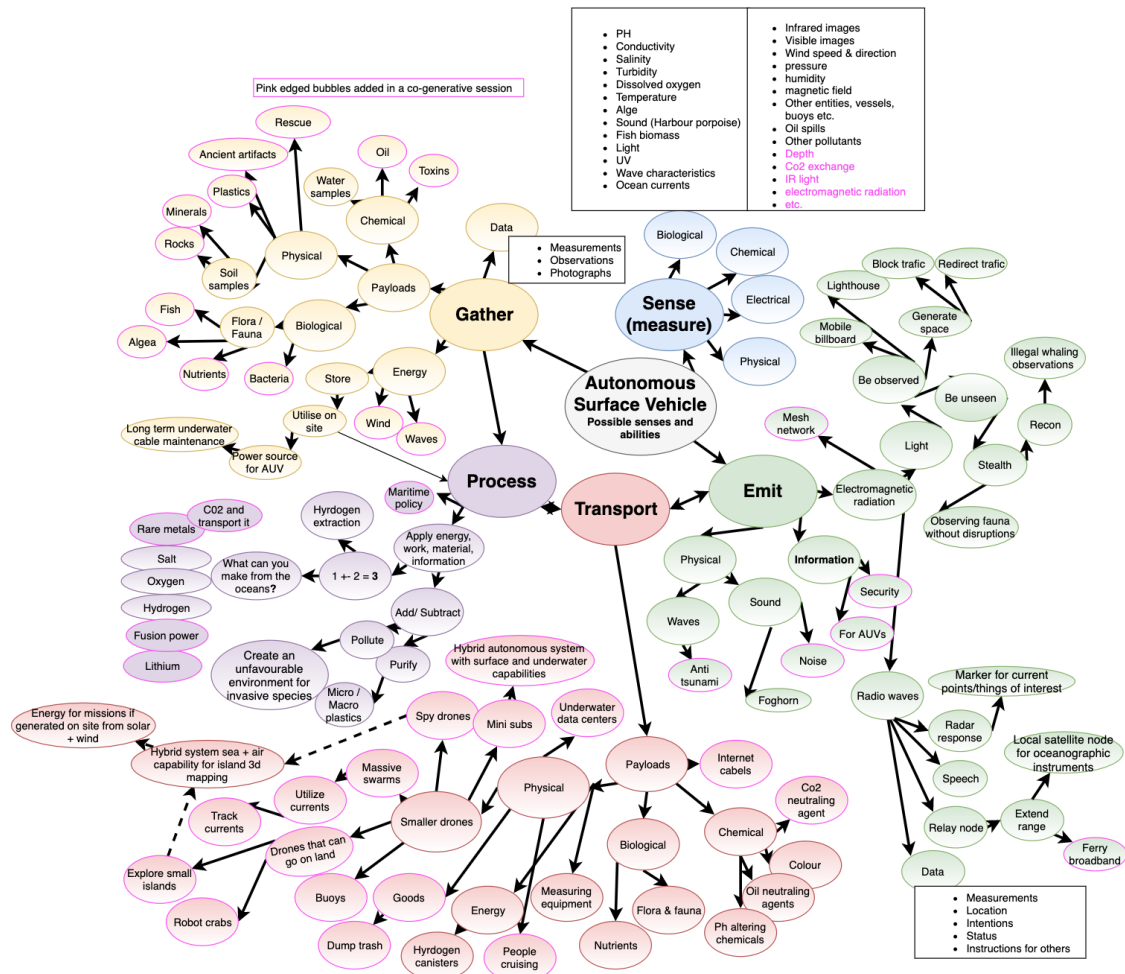 PH
Conductivity
Salinity
Turbidity
Dissolved oxygen
Temperature
Alge
Sound (Harbour porpoise)
Fish biomass
Light
UV
Wave characteristics
Ocean currents
Infrared images
Visible images
Wind speed & direction
pressure
humidity
magnetic field
Other entities, vessels,
buoys etc.
Oil spills
Other pollutants
Depth
Co2 exchange
IR light
electromagnetic radiation
etc.
Pink edged bubbles added in a co-generative session
Rescue
Ancient artifacts
Plastics
Minerals
Rocks
Soil
samples
Physical
Water
samples
Oil
Toxins
Chemical
Payloads
Data
Measurements
Observations
Photographs
Gather
Biological
Flora /
Fauna
Fish
Algea
Nutrients
Bacteria
Energy
Store
Wind
Waves
Utilise on
site
Power source
for AUV
Long term underwater
cable maintenance
Biological
Chemical
Electrical
Physical
Sense
(measure)
Autonomous
Surface Vehicle
Possible senses and
abilities
Block trafic
Redirect trafic
Lighthouse
Generate
space
Mobile
billboard
Be observed
Be unseen
Illegal whaling
observations
Recon
Stealth
Light
Observing fauna
without disruptions
Mesh
network
Electromagnetic
radiation
Emit
Process
Transport
Maritime
policy
Hyrdogen
extraction
Apply energy,
work, material,
information
1 +- 2 = 3
What can you
make from the
oceans?
C02 and
transport it
Rare metals
Salt
Oxygen
Hydrogen
Fusion power
Lithium
Add/ Subtract
Pollute
Purify
Create an
unfavourable
environment for
invasive species
Micro /
Macro
plastics
Physical
Waves
Anti
tsunami
Sound
Foghorn
Noise
Information
Security
For AUVs
Radio waves
Marker for current
points/things of interest
Radar
response
Speech
Local satellite node
for oceanographic
instruments
Relay node
Extend
range
Ferry
broadband
Data
Measurements
Location
Intentions
Status
Instructions for others
Hybrid autonomous system
with surface and underwater
capabilities
Energy for missions if
generated on site from solar
+ wind
Hybrid system sea + air
capability for island 3d
mapping
Spy drones
Mini subs
Underwater
data centers
Massive
swarms
Utilize
currents
Track
currents
Smaller drones
Physical
Payloads
Internet
cabels
Drones that can
go on land
Explore small
islands
Robot crabs
Buoys
Goods
Dump trash
Energy
Hyrdogen
canisters
People
cruising
Measuring
equipment
Biological
Nutrients
Flora & fauna
Chemical
Co2
neutraling
agent
Colour
Oil neutraling
agents
Ph altering
chemicals